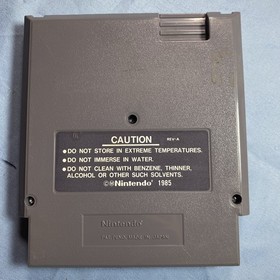 CAUTION REV-A
● DO NOT STORE IN EXTREME TEMPERATURES.
● DO NOT IMMERSE IN WATER.
● DO NOT CLEAN WITH BENZENE, THINNER,
ALCOHOL OR OTHER SUCH SOLVENTS.
©®Nintendo® 1985
Nintendo®